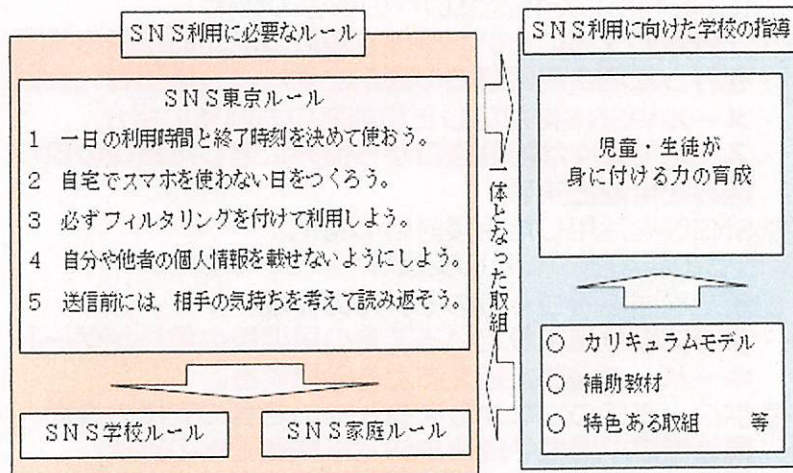 SNS利用に必要なルール
SNS東京ルール
1 一日の利用時間と終了時刻を決めて使おう。
2 自宅でスマホを使わない日をつくろう。
3 必ずフィルタリングを付けて利用しよう。
4 自分や他者の個人情報を載せないようにしよう。
5 送信前には、相手の気持ちを考えて読み返そう。
SNS学校ルール
SNS家庭ルール
一体となった取組
SNS利用に向けた学校の指導
児童・生徒が
身に付ける力の育成
○ カリキュラムモデル
○ 補助教材
○ 特色ある取組 等